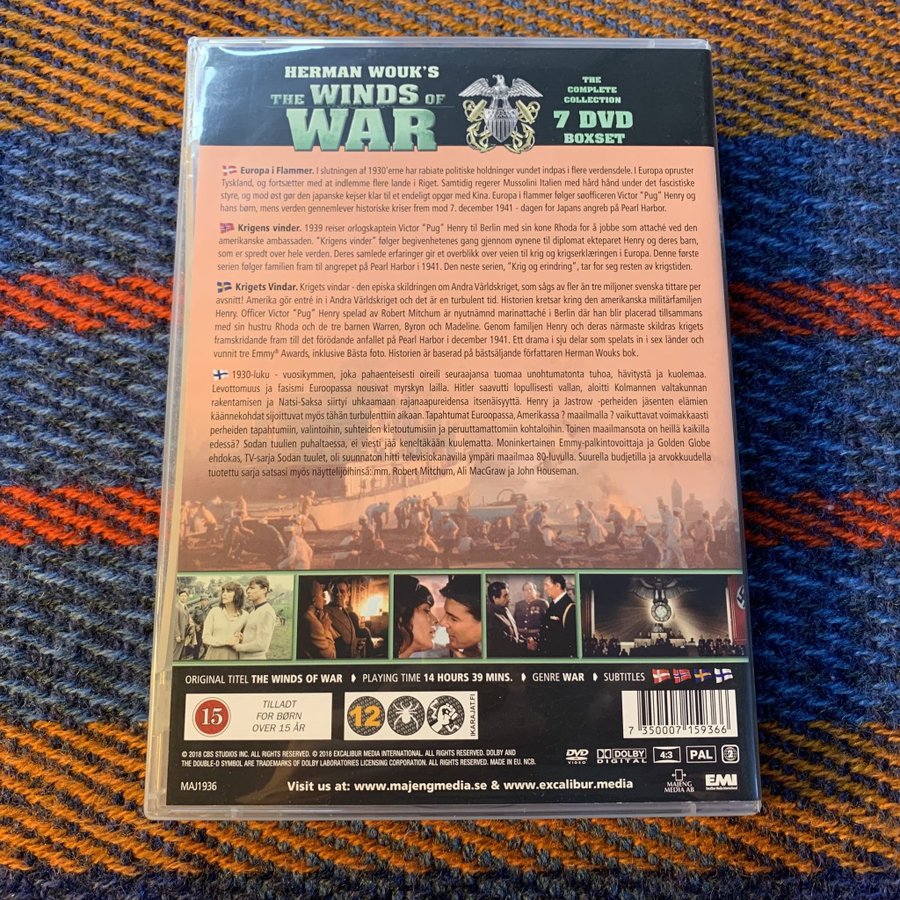 HERMAN WOUK'S
THE WINDS OF
WAR
THE
COMPLETE
COLLECTION
7 DVD
BOXSET
Europa i Flammer. I slutningen af 1930'erne har rabiate politiske holdninger vundet indpas i flere verdensdele. I Europa opruster
Tyskland, og fortsætter med at indlemme flere lande i Riget. Samtidig regerer Mussolini Italien med hård hånd under det fascistiske
styre, og mod øst gør den japanske kejser klar til et endeligt opgør med Kina. Europa i flammer følger søofficeren Victor "Pug" Henry og
hans børn, mens verden gennemlever historiske kriser frem mod 7. december 1941 - dagen for Japans angreb på Pearl Harbor.
Krigens vinder. 1939 reiser orlogskaptein Victor "Pug" Henry til Berlin med sin kone Rhoda for å jobbe som attaché ved den
amerikanske ambassaden. "Krigens vinder" følger begivenhetenes gang gjennom øynene til diplomat ekteparet Henry og deres barn,
som er spredt over hele verden. Deres samlede erfaringer gir et overblikk over veien til krig og krigserklæringen i Europa. Denne første
serien følger familien fram til angrepet på Pearl Harbor i 1941. Den neste serien, "Krig og erindring", tar for seg resten av krigstiden.
Krigets Vindar. Krigets vindar - den episka skildringen om Andra Världskriget, som sågs av fler än tre miljoner svenska tittare per
avsnitt! Amerika gör entré in i Andra Världskriget och det är en turbulent tid. Historien kretsar kring den amerikanska militärfamiljen
Henry. Officer Victor "Pug" Henry spelad av Robert Mitchum är nyutnämnd marinattaché i Berlin där han blir placerad tillsammans
med sin hustru Rhoda och de tre barnen Warren, Byron och Madeline. Genom familjen Henry och deras närmaste skildras krigets
framskridande fram till det förödande anfallet på Pearl Harbor i december 1941. Ett drama i sju delar som spelats in i sex länder och
vunnit tre Emmy® Awards, inklusive Bästa foto. Historien är baserad på bästsäljande författaren Herman Wouks bok.
1930-luku - vuosikymmen, joka pahaenteisesti oireili seuraajansa tuomaa unohtumatonta tuhoa, hävitystä ja kuolemaa.
Levottomuus ja fasismi Euroopassa nousivat myrskyn lailla. Hitler saavutti lopullisesti vallan, aloitti Kolmannen valtakunnan
rakentamisen ja Natsi-Saksa siirtyi uhkaamaan rajanaapureidensa itsenäisyyttä. Henry ja Jastrow -perheiden jäsenten elämien
käännekohdat sijoittuvat myös tähän turbulenttiin aikaan. Tapahtumat Euroopassa, Amerikassa ? maailmalla ? vaikuttavat voimakkaasti
perheiden tapahtumiin, valintoihin, suhteiden kietoutumisiin ja peruuttamattomiin kohtaloihin. Toinen maailmansota on heillä kaikilla
edessä? Sodan tuulien puhaltaessa, ei viesti jää keneltäkään kuulematta. Moninkertainen Emmy-palkintovoittaja ja Golden Globe
ehdokas, TV-sarja Sodan tuulet, oli suunnaton hitti televisiokanavilla ympäri maailmaa 80-luvulla. Suurella budjetilla ja arvokkuudella
tuotettu sarja satsasi myös näyttelijöihinsä: mm. Robert Mitchum, Ali MacGraw ja John Houseman.
ORIGINAL TITEL THE WINDS OF WAR PLAYING TIME 14 HOURS 39 MINS. GENRE WAR SUBTITLES
15
TILLADT
FOR BØRN
OVER 15 ÅR
12
IKARAJAT.FI
7 350007 159366
© 2018 CBS STUDIOS INC. ALL RIGHTS RESERVED. © 2018 EXCALIBUR MEDIA INTERNATIONAL. ALL RIGHTS RESERVED. DOLBY AND
THE DOUBLE-D SYMBOL ARE TRADEMARKS OF DOLBY LABORATORIES LICENSING CORPORATION. ALL RIGHTS RESERVED. MADE IN EU. NCB.
DVD
VIDEO
DOLBY
DIGITAL
4:3
PAL
2
MAJ1936
Visit us at: www.majengmedia.se & www.excalibur.media
MAJENG
MEDIA AB
EMI
Excalibur Media International